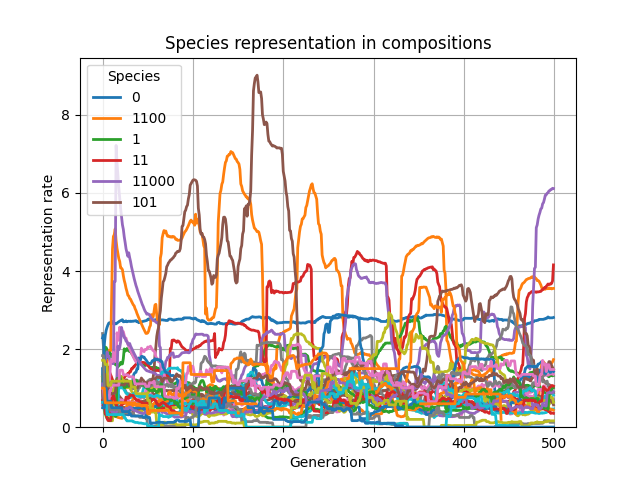 Species representation in compositions
Species
0
1100
1
11
11000
101
8
6
4
2
0
Representation rate
0 100 200 300 400 500
Generation